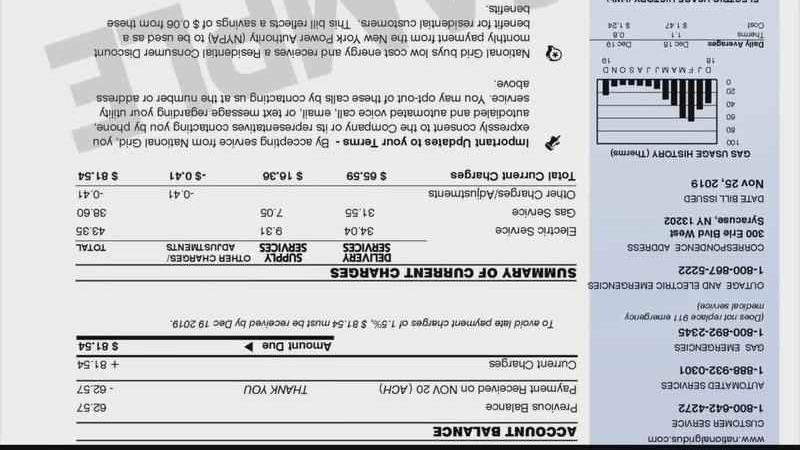 www.nationalgridus.com
CUSTOMER SERVICE
1-800-642-4272
AUTOMATED SERVICES
1-888-932-0301
GAS EMERGENCIES
1-800-892-2345
(Does not replace 911 emergency
medical service)
OUTAGE AND ELECTRIC EMERGENCIES
1-800-867-5222
CORRESPONDENCE ADDRESS
300 Erie Blvd West
Syracuse, NY 13202
DATE BILL ISSUED
Nov 25, 2019
GAS USAGE HISTORY (Therms)
100
80
60
40
20
0
D J F M A M J J A S O N D
18 19
Daily Averages Dec 18 Dec 19
Therms 1.1 0.8
Cost $ 1.47 $ 1.24
ACCOUNT BALANCE
Previous Balance 62.57
Payment Received on NOV 20 (ACH) THANK YOU - 62.57
Current Charges + 81.54
Amount Due ▶ $ 81.54
To avoid late payment charges of 1.5%, $ 81.54 must be received by Dec 19 2019.
SUMMARY OF CURRENT CHARGES
DELIVERY SERVICES SUPPLY SERVICES OTHER CHARGES/ ADJUSTMENTS TOTAL
Electric Service 34.04 9.31 43.35
Gas Service 31.55 7.05 38.60
Other Charges/Adjustments -0.41 -0.41
Total Current Charges $ 65.59 $ 16.36 -$ 0.41 $ 81.54
Important Updates to your Terms - By accepting service from National Grid, you
expressly consent to the Company or its representatives contacting you by phone,
autodialed and automated voice call, email, or text message regarding your utility
service. You may opt-out of these calls by contacting us at the number or address
above.
National Grid buys low cost energy and receives a Residential Consumer Discount
monthly payment from the New York Power Authority (NYPA) to be used as a
benefit for residential customers. This bill reflects a savings of $ 0.06 from these
benefits.